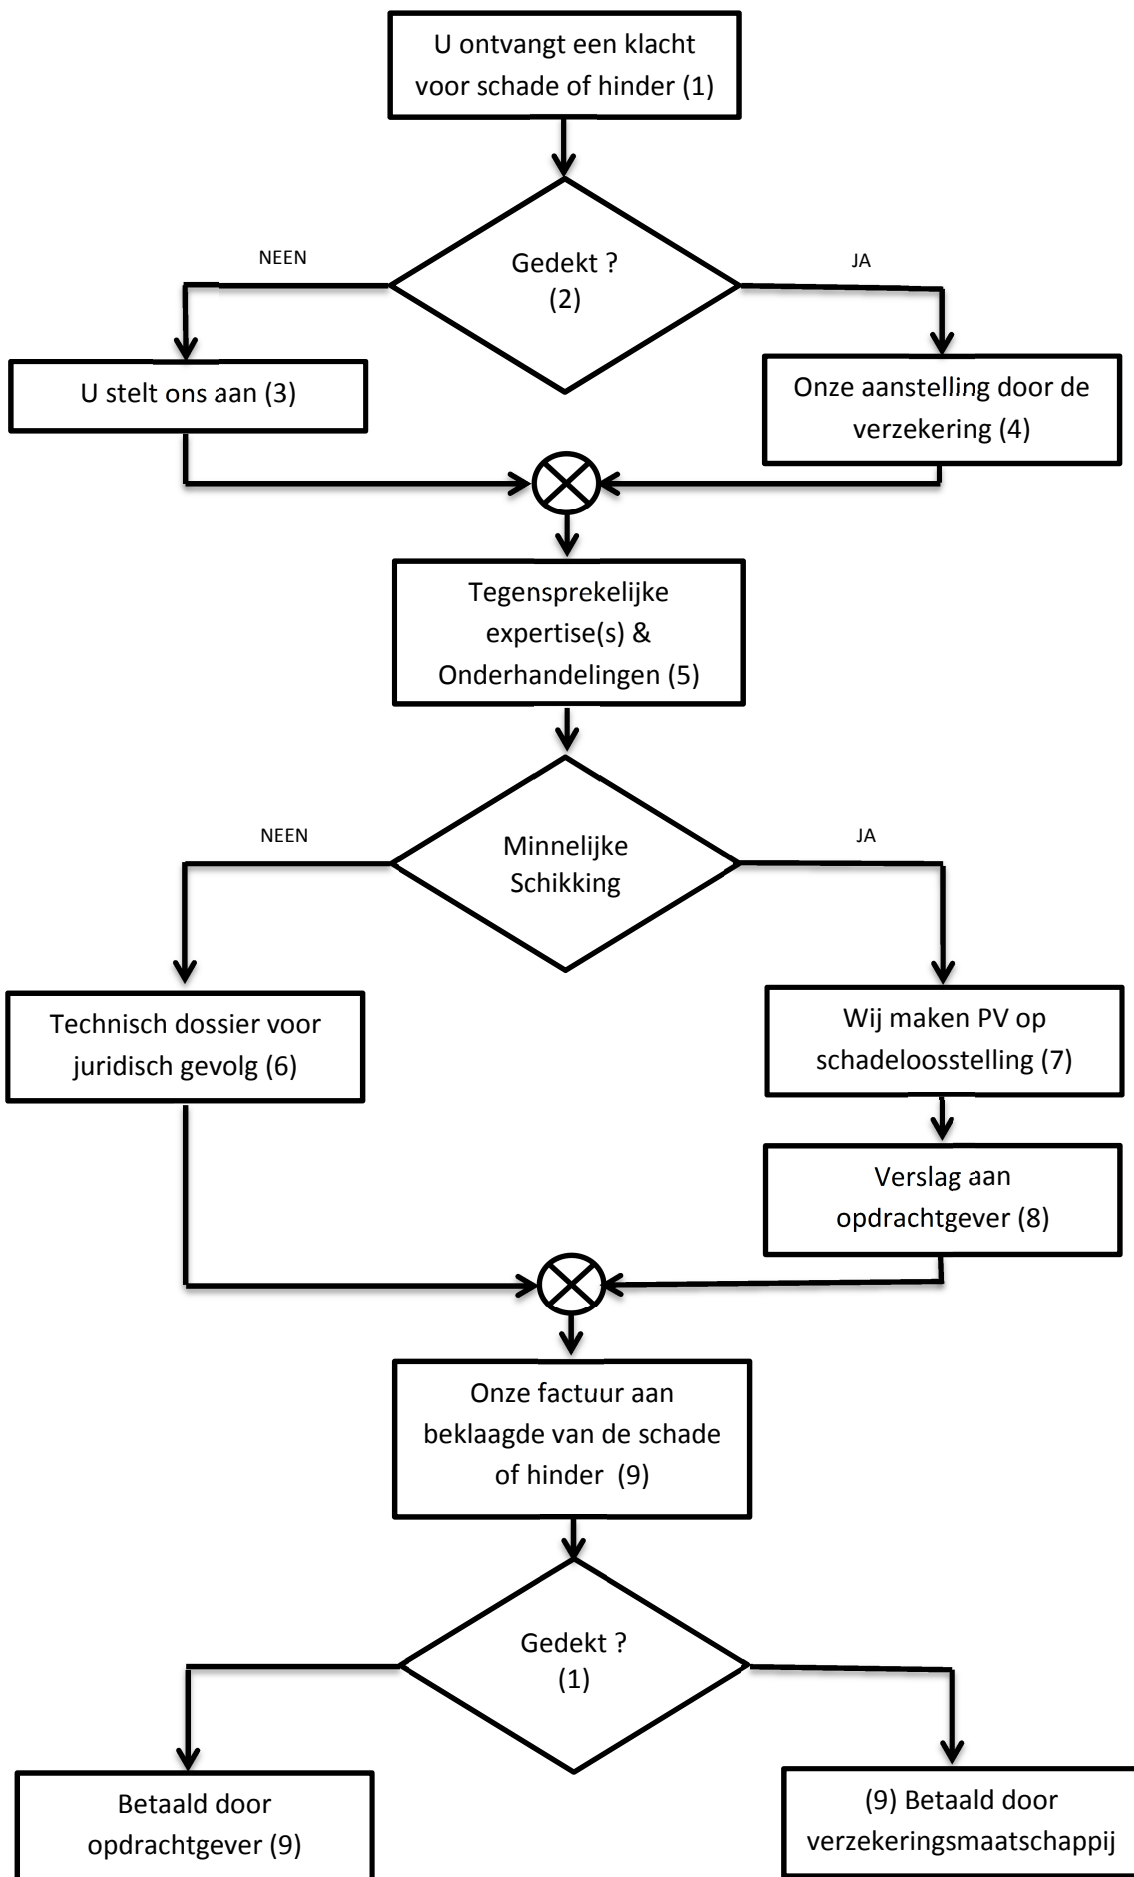 U ontvangt een klacht
voor schade of hinder (1)
NEEN
Gedekt ?
(2)
JA
U stelt ons aan (3)
Onze aanstelling door de
verzekering (4)
Tegensprekelijke
expertise(s) &
Onderhandelingen (5)
NEEN
Minnelijke
Schikking
JA
Technisch dossier voor
juridisch gevolg (6)
Wij maken PV op
schadeloosstelling (7)
Verslag aan
opdrachtgever (8)
Onze factuur aan
beklaagde van de schade
of hinder (9)
Gedekt ?
(1)
Betaald door
opdrachtgever (9)
(9) Betaald door
verzekeringsmaatschappij